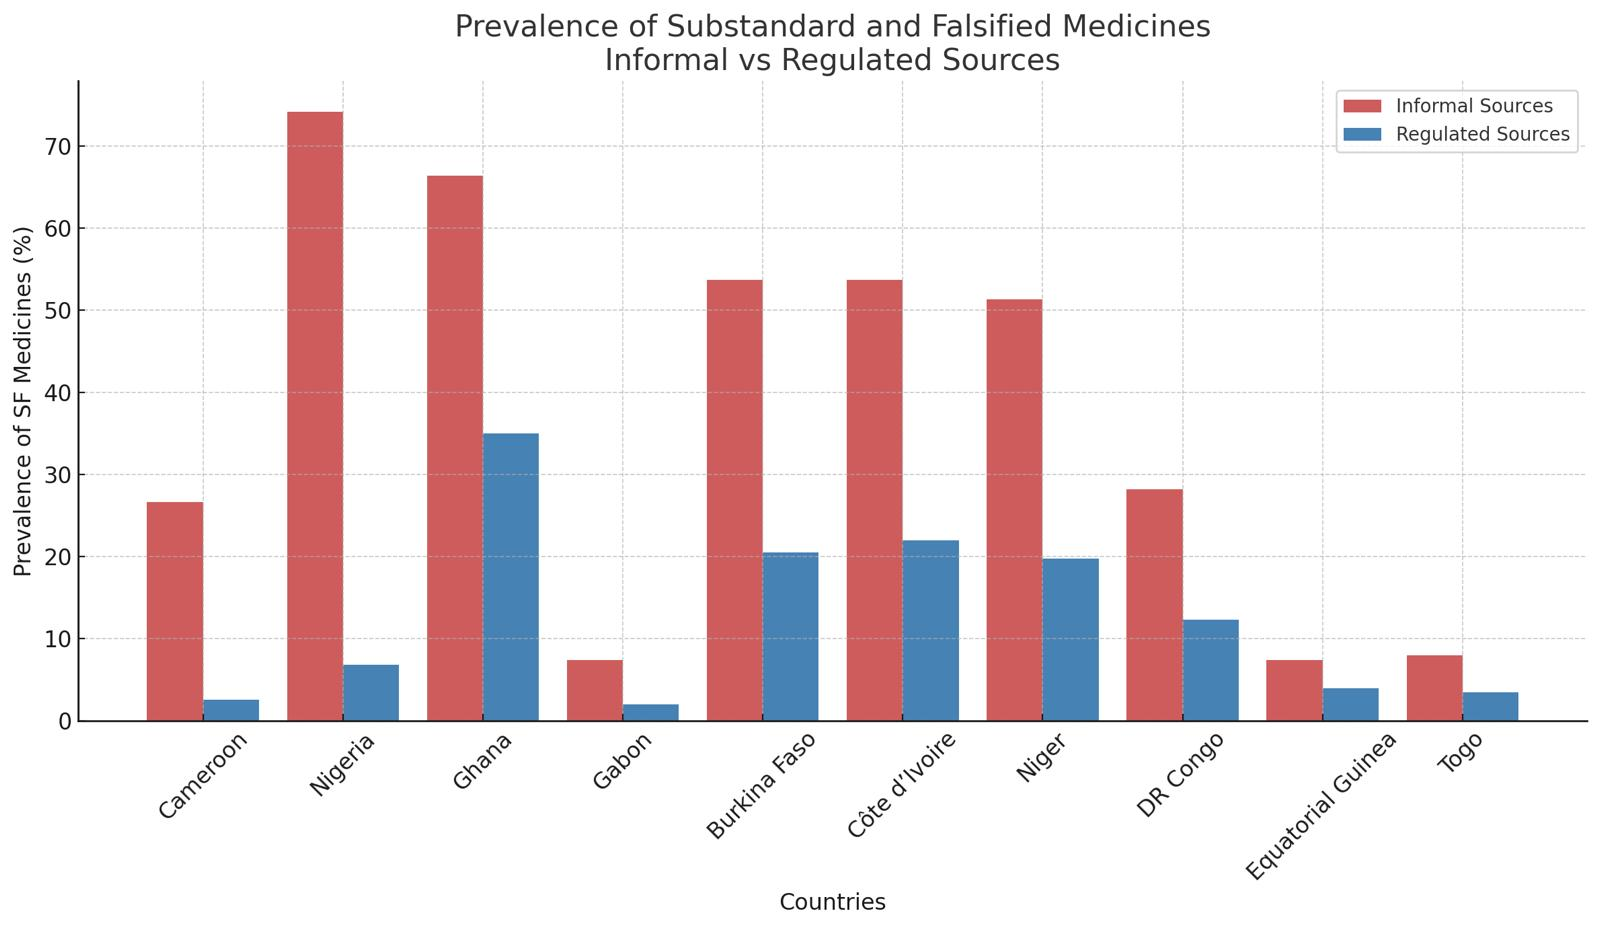 Prevalence of Substandard and Falsified Medicines
Informal vs Regulated Sources
Informal Sources
Regulated Sources
Prevalence of SF Medicines (%)
70
60
50
40
30
20
10
0
Cameroon
Nigeria
Ghana
Gabon
Burkina Faso
Côte d’Ivoire
Niger
DR Congo
Equatorial Guinea
Togo
Countries